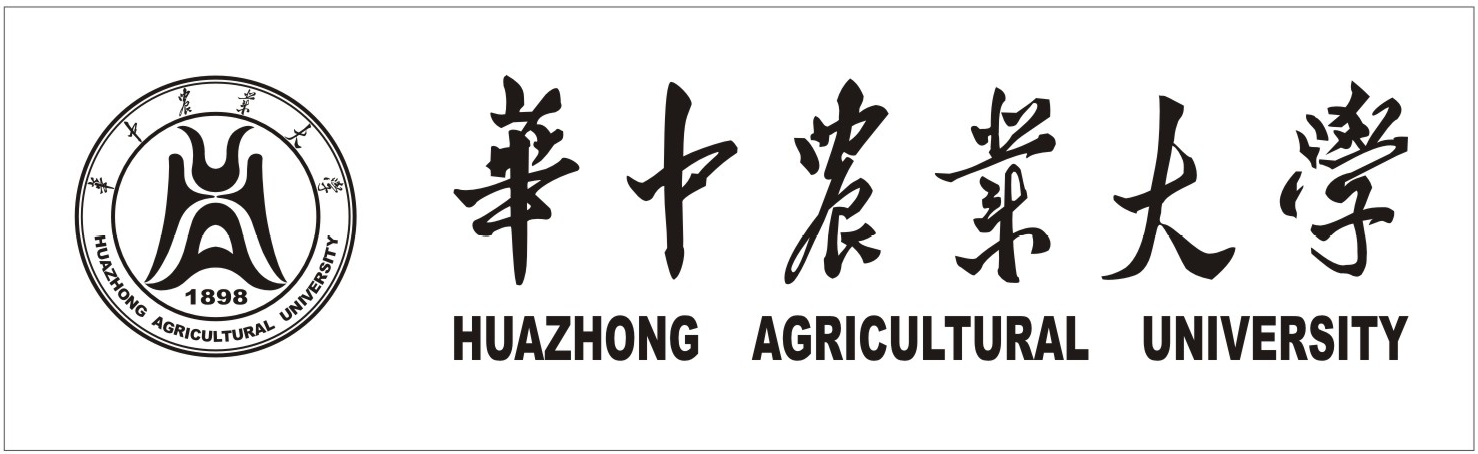 華中農業大學
1898
HUAZHONG AGRICULTURAL UNIVERSITY
華中農業大學
HUAZHONG AGRICULTURAL UNIVERSITY